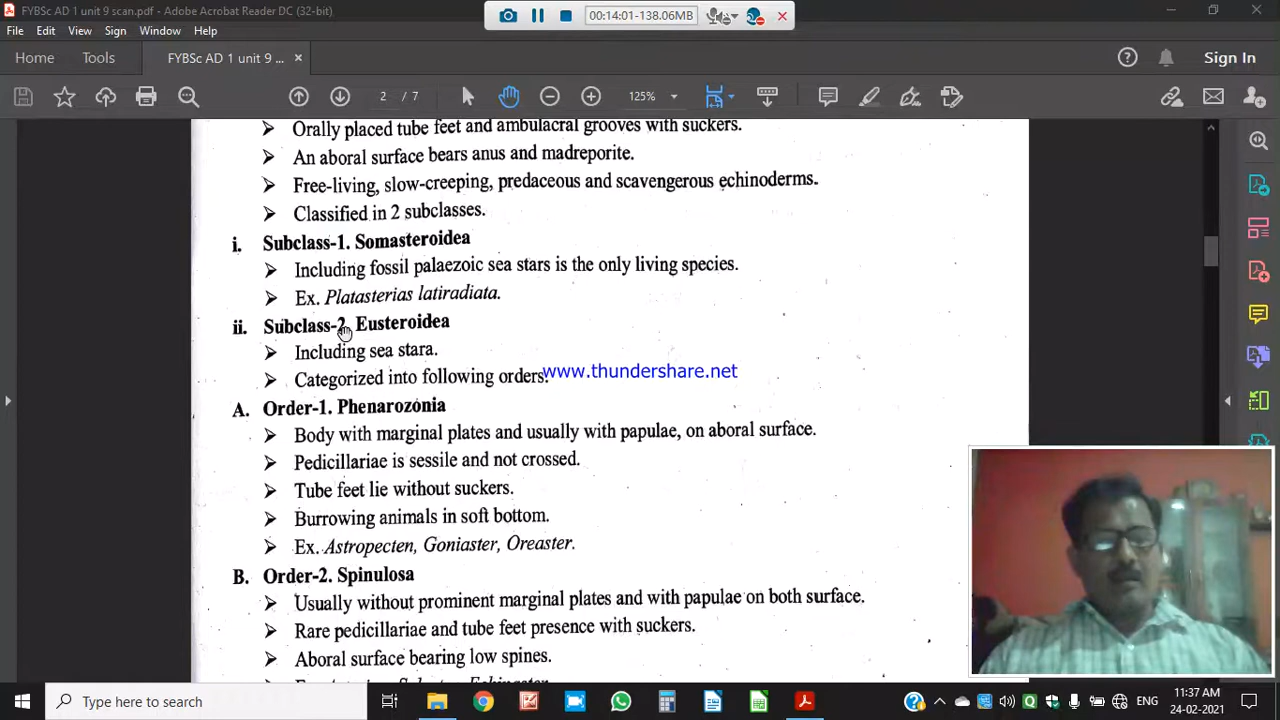 FYBSc AD 1 unit 9 scan.pdf - Adobe Acrobat Reader DC (32-bit)
00:14:01-138.06MB
File Edit View Sign Window Help
Home Tools FYBSc AD 1 unit 9 ... Sign In
2 / 7 125%
Orally placed tube feet and ambulacral grooves with suckers.
An aboral surface bears anus and madreporite.
Free-living, slow-creeping, predaceous and scavengerous echinoderms.
Classified in 2 subclasses.
i. Subclass-1. Somasteroidea
Including fossil palaezoic sea stars is the only living species.
Ex. Platasterias latiradiata.
ii. Subclass-2. Eusteroidea
Including sea stara.
Categorized into following orders.
www.thundershare.net
A. Order-1. Phenarozonia
Body with marginal plates and usually with papulae, on aboral surface.
Pedicillariae is sessile and not crossed.
Tube feet lie without suckers.
Burrowing animals in soft bottom.
Ex. Astropecten, Goniaster, Oreaster.
B. Order-2. Spinulosa
Usually without prominent marginal plates and with papulae on both surface.
Rare pedicillariae and tube feet presence with suckers.
Aboral surface bearing low spines.
Type here to search
ENG
11:37 AM
24-02-2021